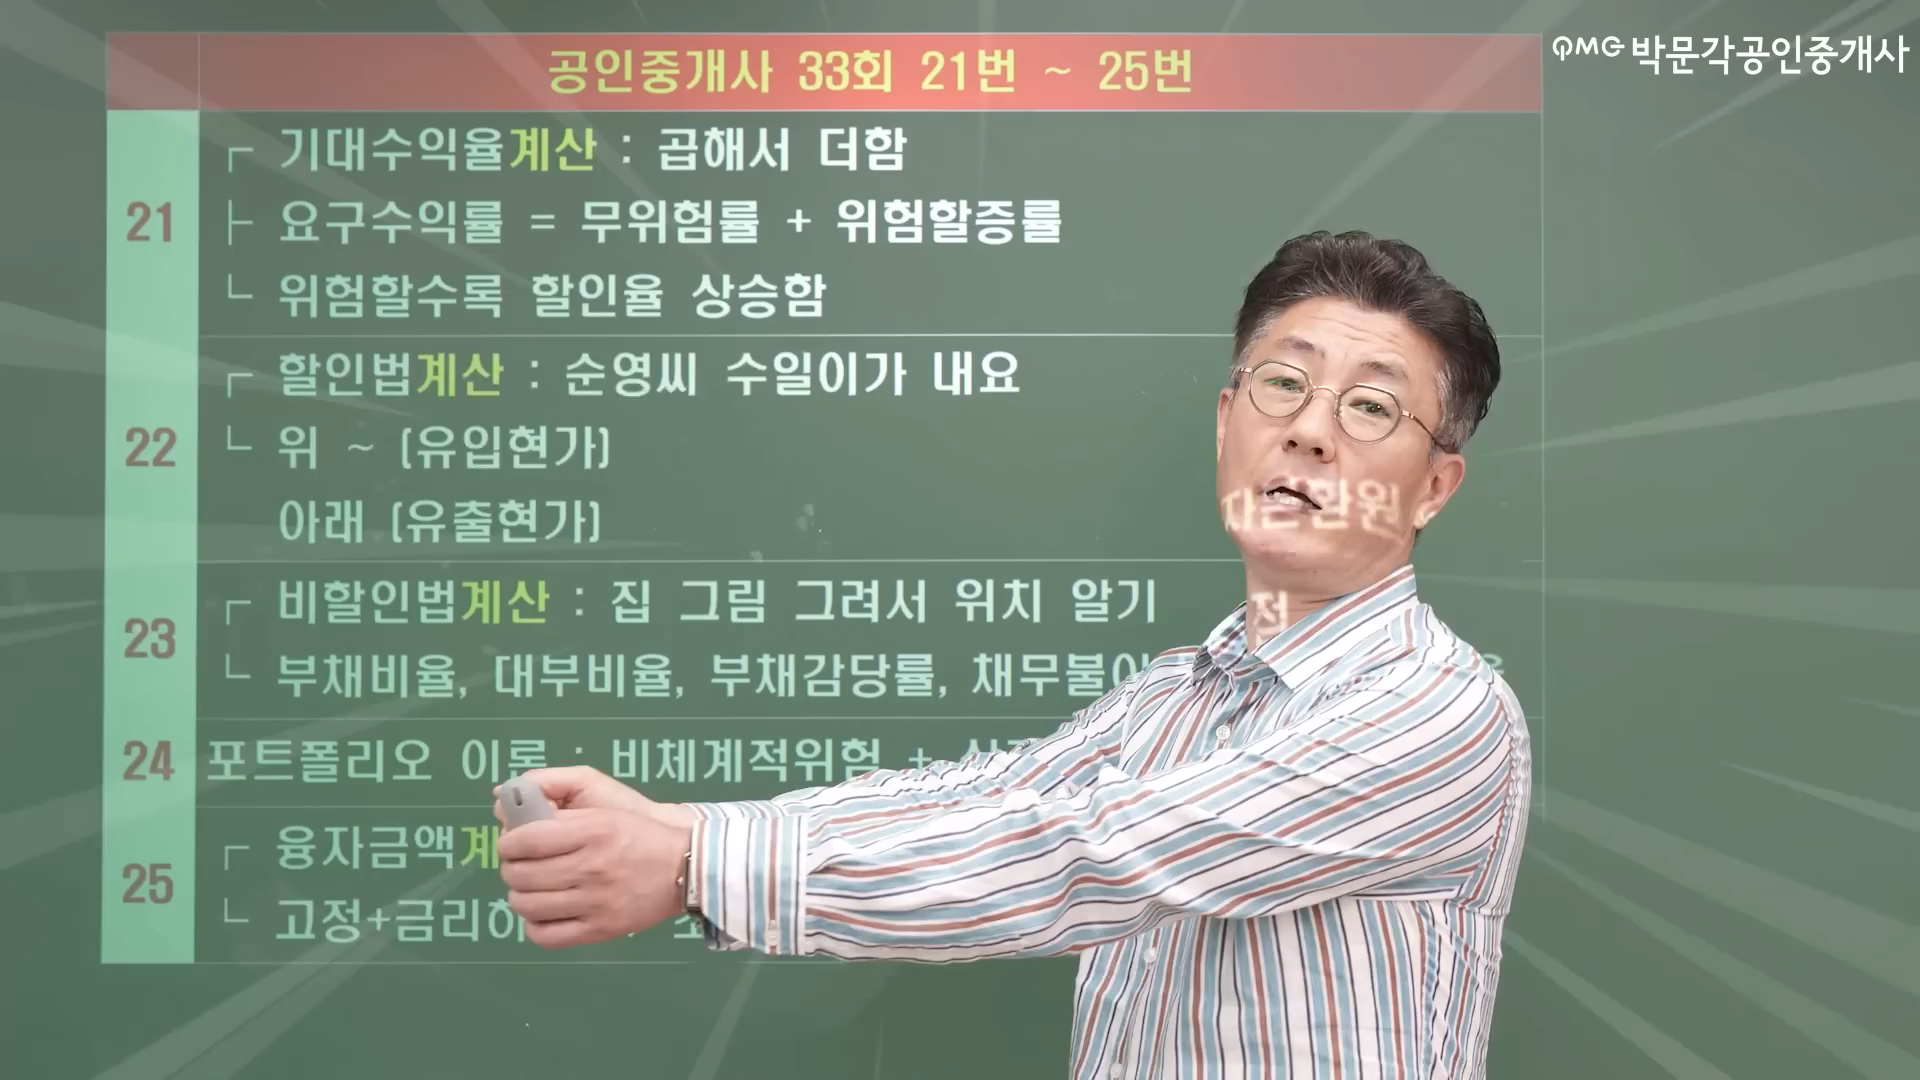 QMG 박문각공인중개사
공인중개사 33회 21번 ~ 25번
21
┌ 기대수익율계산 : 곱해서 더함
├ 요구수익률 = 무위험률 + 위험할증률
└ 위험할수록 할인율 상승함
22
┌ 할인법계산 : 순영씨 수일이가 내요
└ 위 ~ (유입현가)
아래 (유출현가)
23
┌ 비할인법계산 : 집 그림 그려서 위치 알기
└ 부채비율, 대부비율, 부채감당률,
24
포트폴리오 이론 : 비체계적위험 +
25
┌ 융자금액
└ 고정+금리하